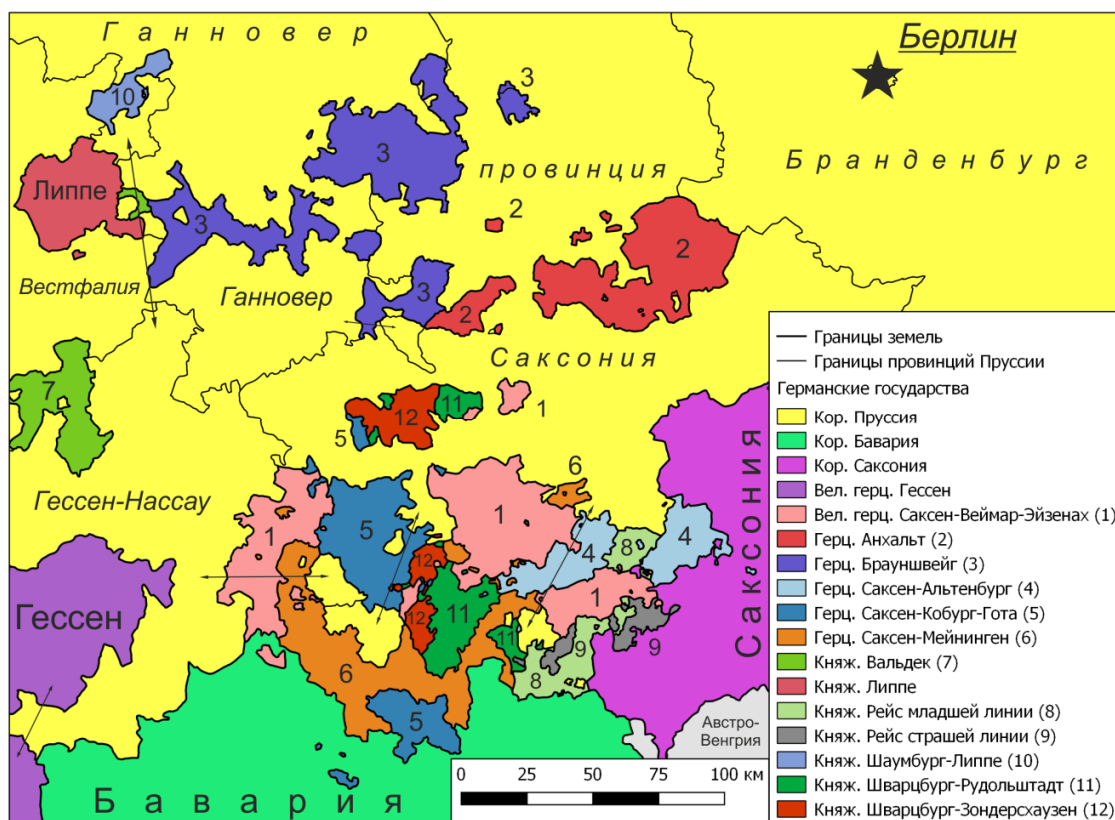 Ганновер
Берлин
3
10
3
Бранденбург
провинция
Липпе
2
3
2
Вестфалия
Ганновер
3
2
Саксония
7
12
11
1
5
6
Гессен-Нассау
1
5
1
4
8
4
Саксония
12
Гессен
11
1
12
11
9
9
6
8
5
Австро-
Венгрия
Бавария
0 25 50 75 100 км
Границы земель
Границы провинций Пруссии
Германские государства
Кор. Пруссия
Кор. Бавария
Кор. Саксония
Вел. герц. Гессен
Вел. герц. Саксен-Веймар-Эйзенах (1)
Герц. Анхальт (2)
Герц. Брауншвейг (3)
Герц. Саксен-Альтенбург (4)
Герц. Саксен-Кобург-Гота (5)
Герц. Саксен-Мейнинген (6)
Княж. Вальдек (7)
Княж. Липпе
Княж. Рейс младшей линии (8)
Княж. Рейс страшей линии (9)
Княж. Шаумбург-Липпе (10)
Княж. Шварцбург-Рудольштадт (11)
Княж. Шварцбург-Зондерсхаузен (12)